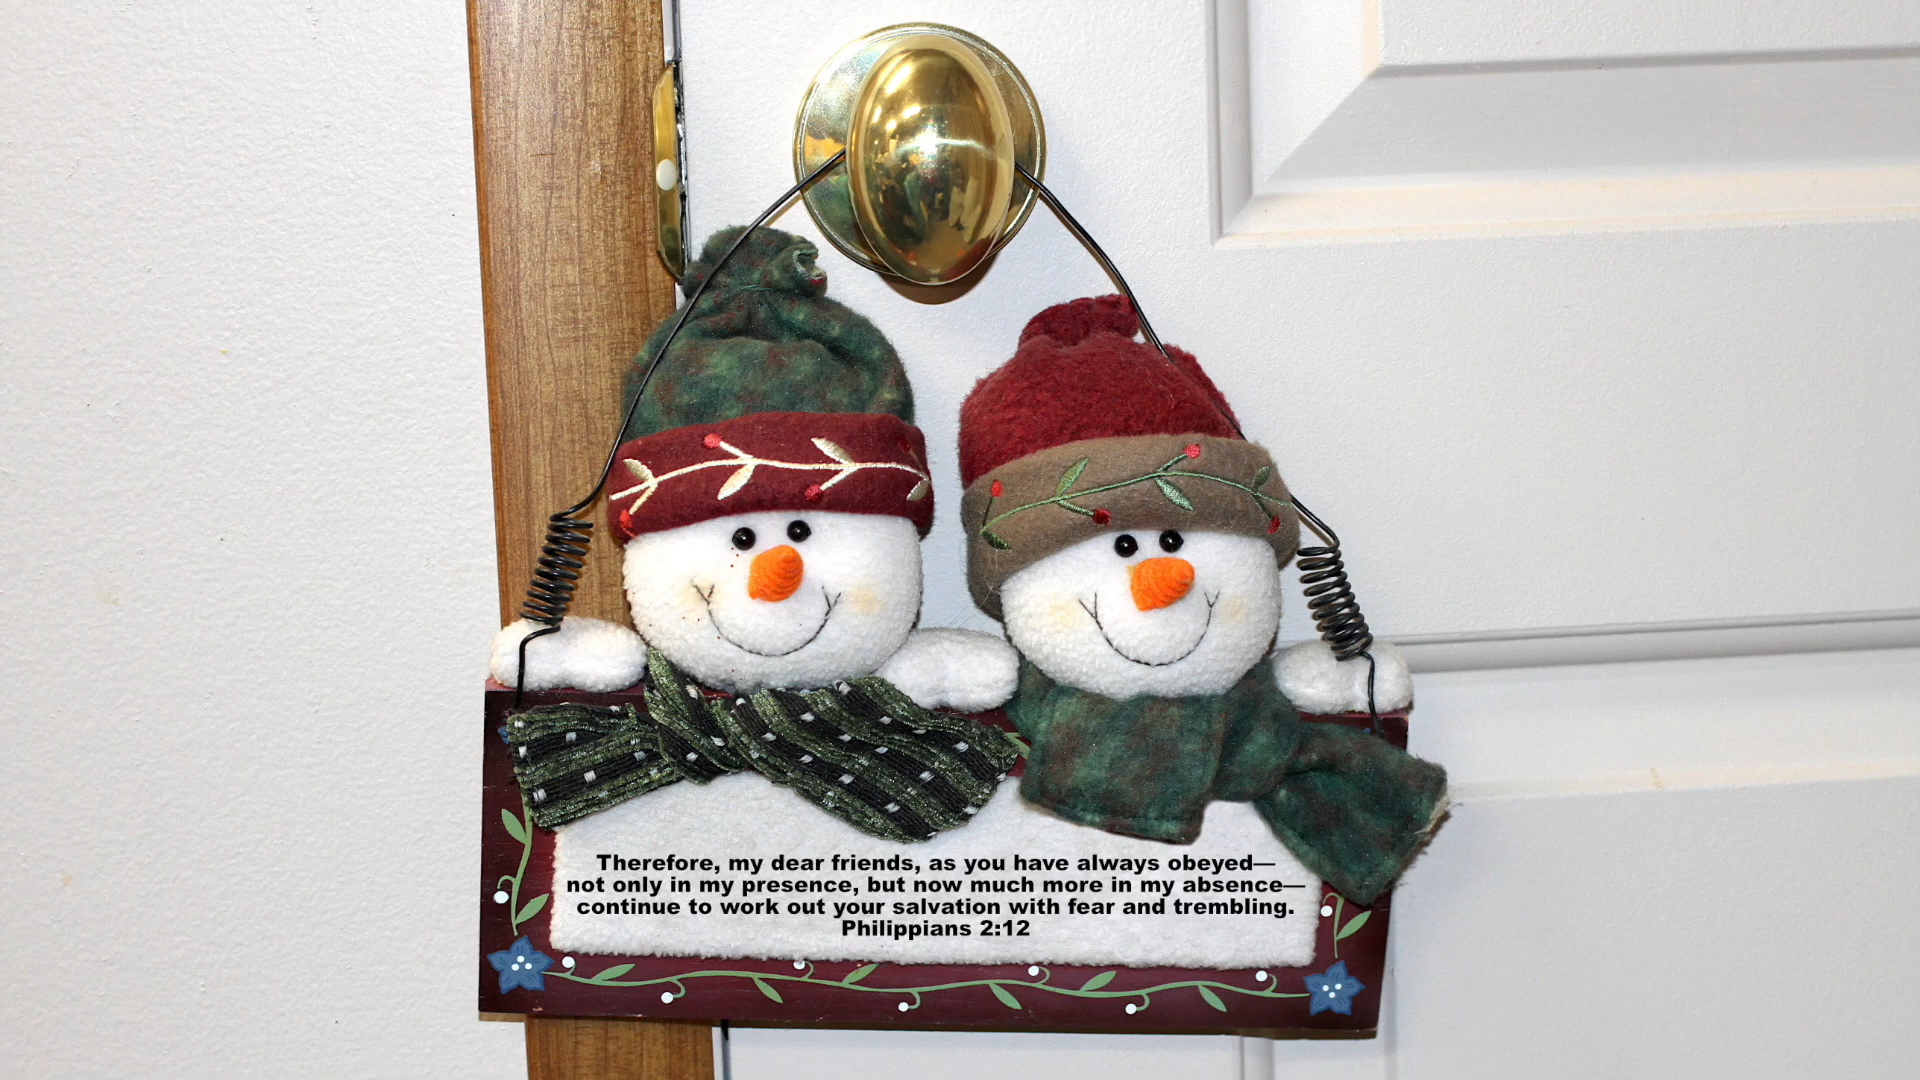 Therefore, my dear friends, as you have always obeyed—
not only in my presence, but now much more in my absence—
continue to work out your salvation with fear and trembling.
Philippians 2:12